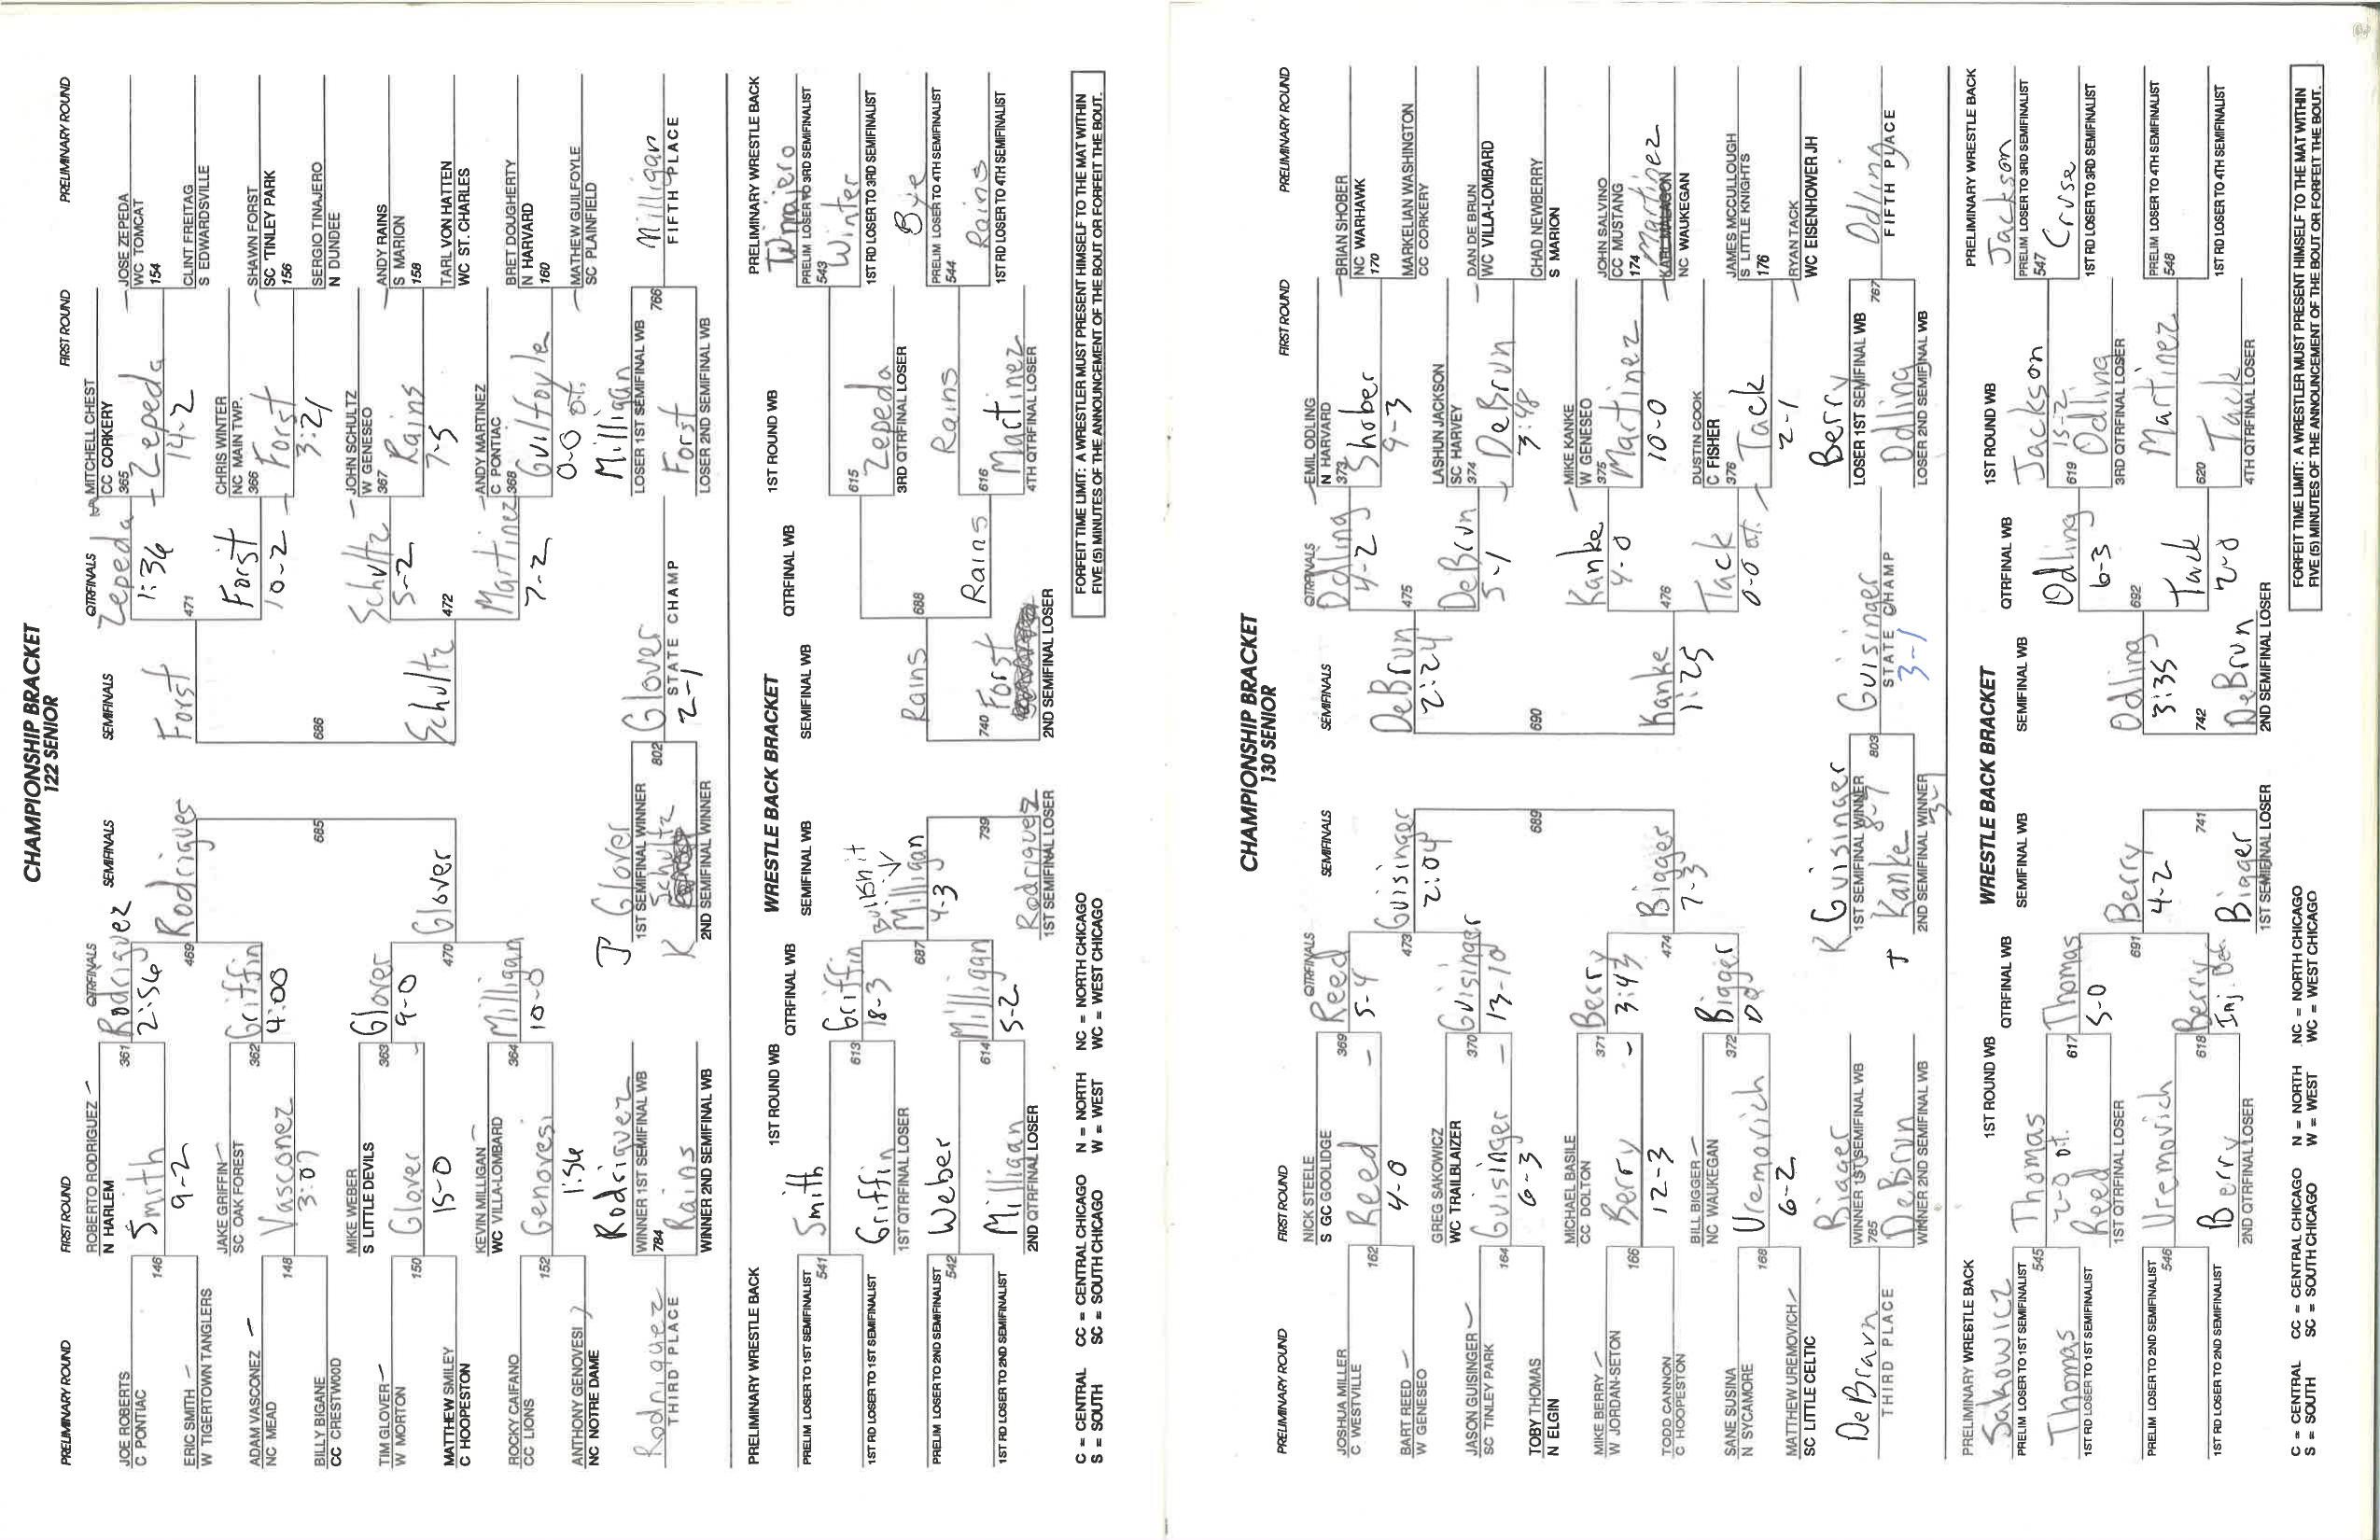 CHAMPIONSHIP BRACKET
122 SENIOR
PRELIMINARY ROUND
FIRST ROUND
QTRFINALS
SEMIFINALS
SEMIFINALS
QTRFINALS
FIRST ROUND
PRELIMINARY ROUND
JOE ROBERTS
C PONTIAC
146
ERIC SMITH
W TIGERTOWN TANGLERS
ADAM VASCONEZ
NC MEAD
148
BILLY BIGANE
CC CRESTWOOD
TIM GLOVER
W MORTON
150
MATTHEW SMILEY
C HOOPESTON
ROCKY CAIFANO
CC LIONS
152
ANTHONY GENOVESI
NC NOTRE DAME
ROBERTO RODRIGUEZ
N HARLEM
361
Smith
9-2
JAKE GRIFFIN
SC OAK FOREST
362
Vasconez
3:07
MIKE WEBER
S LITTLE DEVILS
363
Glover
15-0
KEVIN MILLIGAN
WC VILLA-LOMBARD
364
Genovesi
1:56
Rodriguez
2:56
469
Griffin
4:00
Glover
9-0
470
Milligan
10-0
Rodrigues
685
Glover
Forst
686
Schultz
Zepeda
1:36
471
Forst
10-2
Schultz
5-2
472
Martinez
7-2
MITCHELL CHEST
CC CORKERY
365
Zepeda
14-2
CHRIS WINTER
NC MAIN TWP.
366
Forst
3:21
JOHN SCHULTZ
W GENESEO
367
Rains
7-5
ANDY MARTINEZ
C PONTIAC
368
Guilfoyle
0-0 o.t.
JOSE ZEPEDA
WC TOMCAT
154
CLINT FREITAG
S EDWARDSVILLE
SHAWN FORST
SC TINLEY PARK
156
SERGIO TINAJERO
N DUNDEE
ANDY RAINS
S MARION
158
TARL VON HATTEN
WC ST. CHARLES
BRET DOUGHERTY
N HARVARD
160
MATHEW GUILFOYLE
SC PLAINFIELD
Rodriguez
THIRD PLACE
Rodriguez
WINNER 1ST SEMIFINAL WB
784
Rains
WINNER 2ND SEMIFINAL WB
J Glover
1ST SEMIFINAL WINNER
802
K Schultz
2ND SEMIFINAL WINNER
Glover
STATE CHAMP
2-1
Milligan
LOSER 1ST SEMIFINAL WB
766
Forst
LOSER 2ND SEMIFINAL WB
Milligan
FIFTH PLACE
WRESTLE BACK BRACKET
PRELIMINARY WRESTLE BACK
1ST ROUND WB
QTRFINAL WB
SEMIFINAL WB
SEMIFINAL WB
QTRFINAL WB
1ST ROUND WB
PRELIMINARY WRESTLE BACK
PRELIM LOSER TO 1ST SEMIFINALIST
541
1ST RD LOSER TO 1ST SEMIFINALIST
PRELIM LOSER TO 2ND SEMIFINALIST
542
1ST RD LOSER TO 2ND SEMIFINALIST
Smith
613
Griffin
1ST QTRFINAL LOSER
Weber
614
Milligan
2ND QTRFINAL LOSER
Griffin
18-3
687
Milligan
5-2
Milligan
4-3
739
Rodriguez
1ST SEMIFINAL LOSER
Rains
740
Forst
2ND SEMIFINAL LOSER
688
Rains
615
Zepeda
3RD QTRFINAL LOSER
Rains
616
Martinez
4TH QTRFINAL LOSER
PRELIM LOSER TO 3RD SEMIFINALIST
543
Winter
1ST RD LOSER TO 3RD SEMIFINALIST
Bye
PRELIM LOSER TO 4TH SEMIFINALIST
544
Rains
1ST RD LOSER TO 4TH SEMIFINALIST
C = CENTRAL CC = CENTRAL CHICAGO N = NORTH NC = NORTH CHICAGO
S = SOUTH SC = SOUTH CHICAGO W = WEST WC = WEST CHICAGO
FORFEIT TIME LIMIT: A WRESTLER MUST PRESENT HIMSELF TO THE MAT WITHIN
FIVE (5) MINUTES OF THE ANNOUNCEMENT OF THE BOUT OR FORFEIT THE BOUT.
CHAMPIONSHIP BRACKET
130 SENIOR
PRELIMINARY ROUND
FIRST ROUND
QTRFINALS
SEMIFINALS
SEMIFINALS
QTRFINALS
FIRST ROUND
PRELIMINARY ROUND
JOSHUA MILLER
C WESTVILLE
162
BART REED
W GENESEO
JASON GUISINGER
SC TINLEY PARK
164
TOBY THOMAS
N ELGIN
MIKE BERRY
W JORDAN-SETON
166
TODD CANNON
C HOOPESTON
SANE SUSINA
N SYCAMORE
168
MATTHEW UREMOVICH
SC LITTLE CELTIC
NICK STEELE
S GC GOOLIDGE
369
Reed
4-0
GREG SAKOWICZ
WC TRAILBLAIZER
370
Guisinger
6-3
MICHAEL BASILE
CC DOLTON
371
Berry
12-3
BILL BIGGER
NC WAUKEGAN
372
Uremovich
6-2
Reed
5-4
473
Guisinger
13-10
Berry
3:43
474
Bigger
DQ
Guisinger
2:04
689
Bigger
7-3
DeBrun
2:24
690
Kanke
1:25
Odling
4-2
475
DeBrun
5-1
Kanke
4-0
476
Tack
0-0 o.t.
EMIL ODLING
N HARVARD
373
Shober
9-3
LASHUN JACKSON
SC HARVEY
374
DeBrun
3:48
MIKE KANKE
W GENESEO
375
Martinez
10-0
DUSTIN COOK
C FISHER
376
Tack
2-1
BRIAN SHOBER
NC WARHAWK
170
MARKELIAN WASHINGTON
CC CORKERY
DAN DE BRUN
WC VILLA-LOMBARD
CHAD NEWBERRY
S MARION
JOHN SALVINO
CC MUSTANG
174
Martinez
NC WAUKEGAN
JAMES MCCULLOUGH
S LITTLE KNIGHTS
176
RYAN TACK
WC EISENHOWER JH
DeBrun
THIRD PLACE
Bigger
WINNER 1ST SEMIFINAL WB
785
DeBrun
WINNER 2ND SEMIFINAL WB
K Guisinger
1ST SEMIFINAL WINNER
8-7
803
J Kanke
2ND SEMIFINAL WINNER
3-1
Guisinger
STATE CHAMP
3-1
Berry
LOSER 1ST SEMIFINAL WB
767
Odling
LOSER 2ND SEMIFINAL WB
Odling
FIFTH PLACE
WRESTLE BACK BRACKET
PRELIMINARY WRESTLE BACK
1ST ROUND WB
QTRFINAL WB
SEMIFINAL WB
SEMIFINAL WB
QTRFINAL WB
1ST ROUND WB
PRELIMINARY WRESTLE BACK
Sakowicz
PRELIM LOSER TO 1ST SEMIFINALIST
545
Thomas
1ST RD LOSER TO 1ST SEMIFINALIST
PRELIM LOSER TO 2ND SEMIFINALIST
546
1ST RD LOSER TO 2ND SEMIFINALIST
Thomas
2-0 o.t.
617
Reed
1ST QTRFINAL LOSER
Uremovich
618
Berry
2ND QTRFINAL LOSER
Thomas
5-0
691
Berry
Inj. Def.
Berry
4-2
741
Bigger
1ST SEMIFINAL LOSER
Odling
3:35
742
DeBrun
2ND SEMIFINAL LOSER
Odling
6-3
692
Tack
2-0
Jackson
15-2
619
Odling
3RD QTRFINAL LOSER
Martinez
620
Tack
4TH QTRFINAL LOSER
Jackson
PRELIM LOSER TO 3RD SEMIFINALIST
547
Cruse
1ST RD LOSER TO 3RD SEMIFINALIST
PRELIM LOSER TO 4TH SEMIFINALIST
548
1ST RD LOSER TO 4TH SEMIFINALIST
C = CENTRAL CC = CENTRAL CHICAGO N = NORTH NC = NORTH CHICAGO
S = SOUTH SC = SOUTH CHICAGO W = WEST WC = WEST CHICAGO
FORFEIT TIME LIMIT: A WRESTLER MUST PRESENT HIMSELF TO THE MAT WITHIN
FIVE (5) MINUTES OF THE ANNOUNCEMENT OF THE BOUT OR FORFEIT THE BOUT.